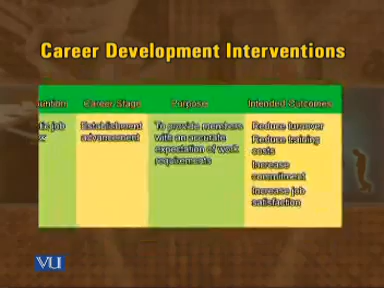 Career Development Interventions
Career Stage Purpose Intended Outcomes
job Establishment To provide members Reduce turnover
advancement with an accurate Reduce training
expectation of work costs
requirements Increase
commitment
Increase job
satisfaction
VU